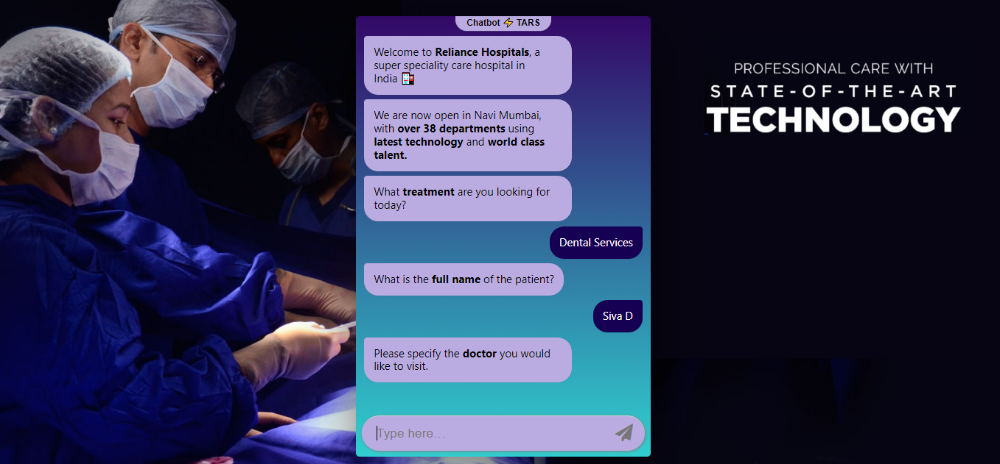 Chatbot ⚡ TARS
Welcome to Reliance Hospitals, a
super speciality care hospital in
India 🏥
We are now open in Navi Mumbai,
with over 38 departments using
latest technology and world class
talent.
What treatment are you looking for
today?
Dental Services
What is the full name of the patient?
Siva D
Please specify the doctor you would
like to visit.
Type here...
PROFESSIONAL CARE WITH
STATE-OF-THE-ART
TECHNOLOGY